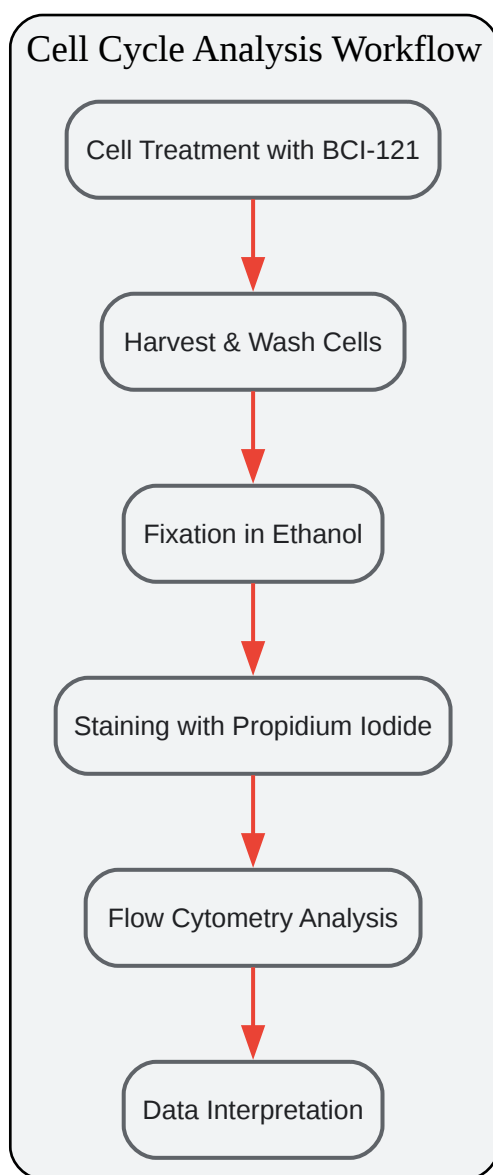 Cell Cycle Analysis Workflow
Cell Treatment with BCI-121
Harvest & Wash Cells
Fixation in Ethanol
Staining with Propidium Iodide
Flow Cytometry Analysis
Data Interpretation